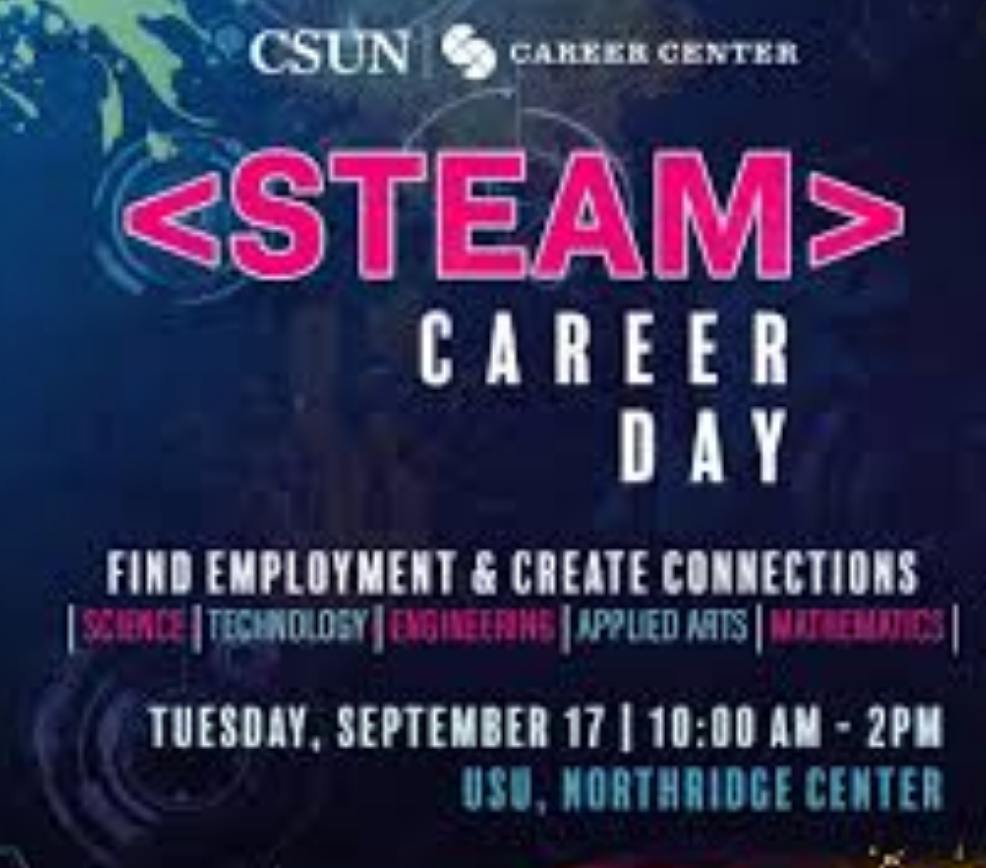 CSUN | CAREER CENTER
<STEAM>
CAREER
DAY
FIND EMPLOYMENT & CREATE CONNECTIONS
| SCIENCE | TECHNOLOGY | ENGINEERING | APPLIED ARTS | MATHEMATICS |
TUESDAY, SEPTEMBER 17 | 10:00 AM - 2PM
USU, NORTHRIDGE CENTER